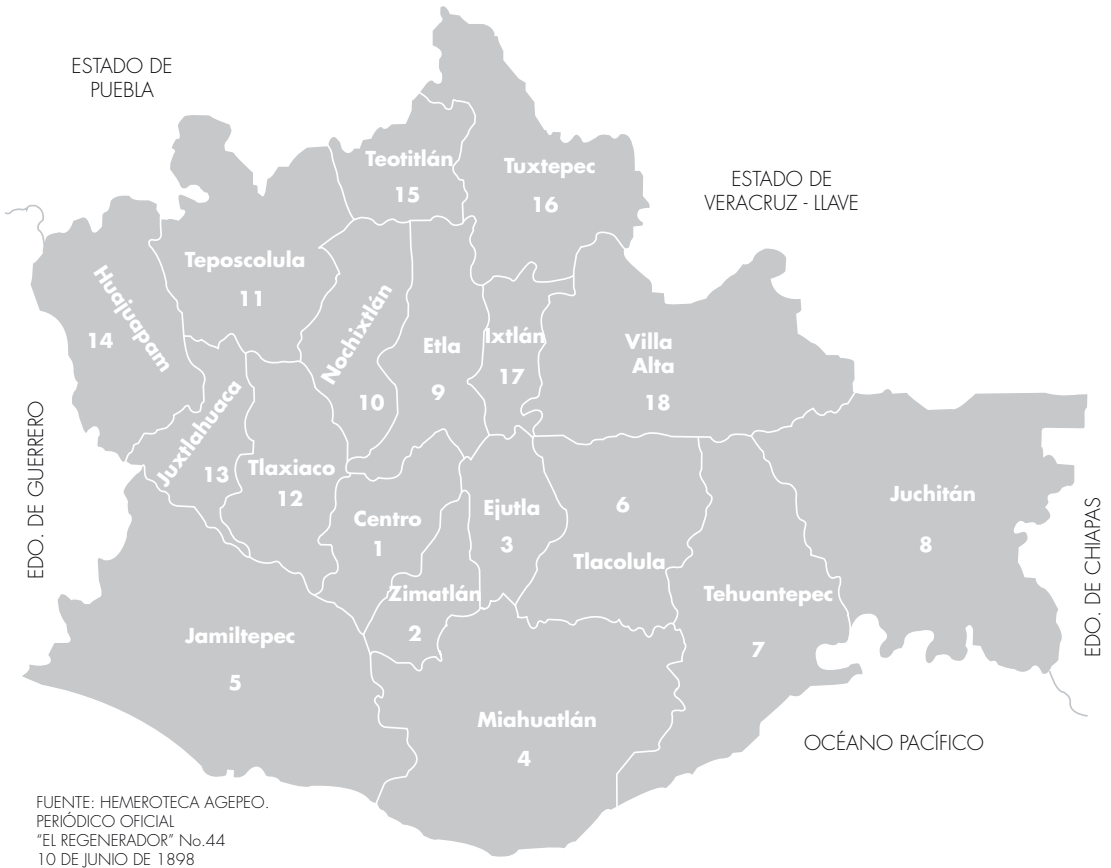 ESTADO DE
PUEBLA
Teotitlán
15
Tuxtepec
16
ESTADO DE
VERACRUZ - LLAVE
Teposcolula
11
Huajuapam
14
Nochixtlán
10
Etla
9
Ixtlán
17
Villa
Alta
18
EDO. DE GUERRERO
Juxtlahuaca
13
Tlaxiaco
12
Centro
1
Ejutla
3
6
Tlacolula
Juchitán
8
EDO. DE CHIAPAS
Zimatlán
2
Tehuantepec
7
Jamiltepec
5
Miahuatlán
4
OCÉANO PACÍFICO
FUENTE: HEMEROTECA AGEPEO.
PERIÓDICO OFICIAL
"EL REGENERADOR" No.44
10 DE JUNIO DE 1898